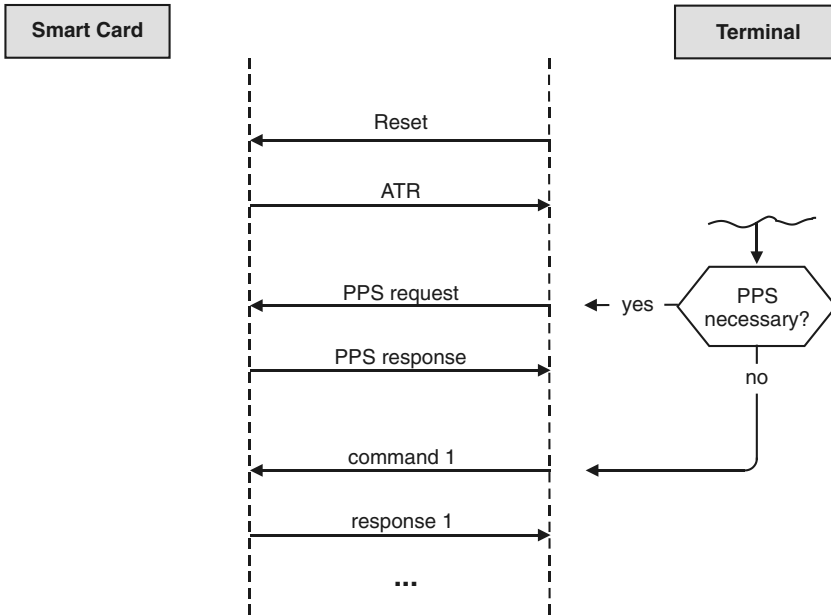 Smart Card
Terminal
Reset
ATR
PPS request
yes
PPS
necessary?
PPS response
no
command 1
response 1
...